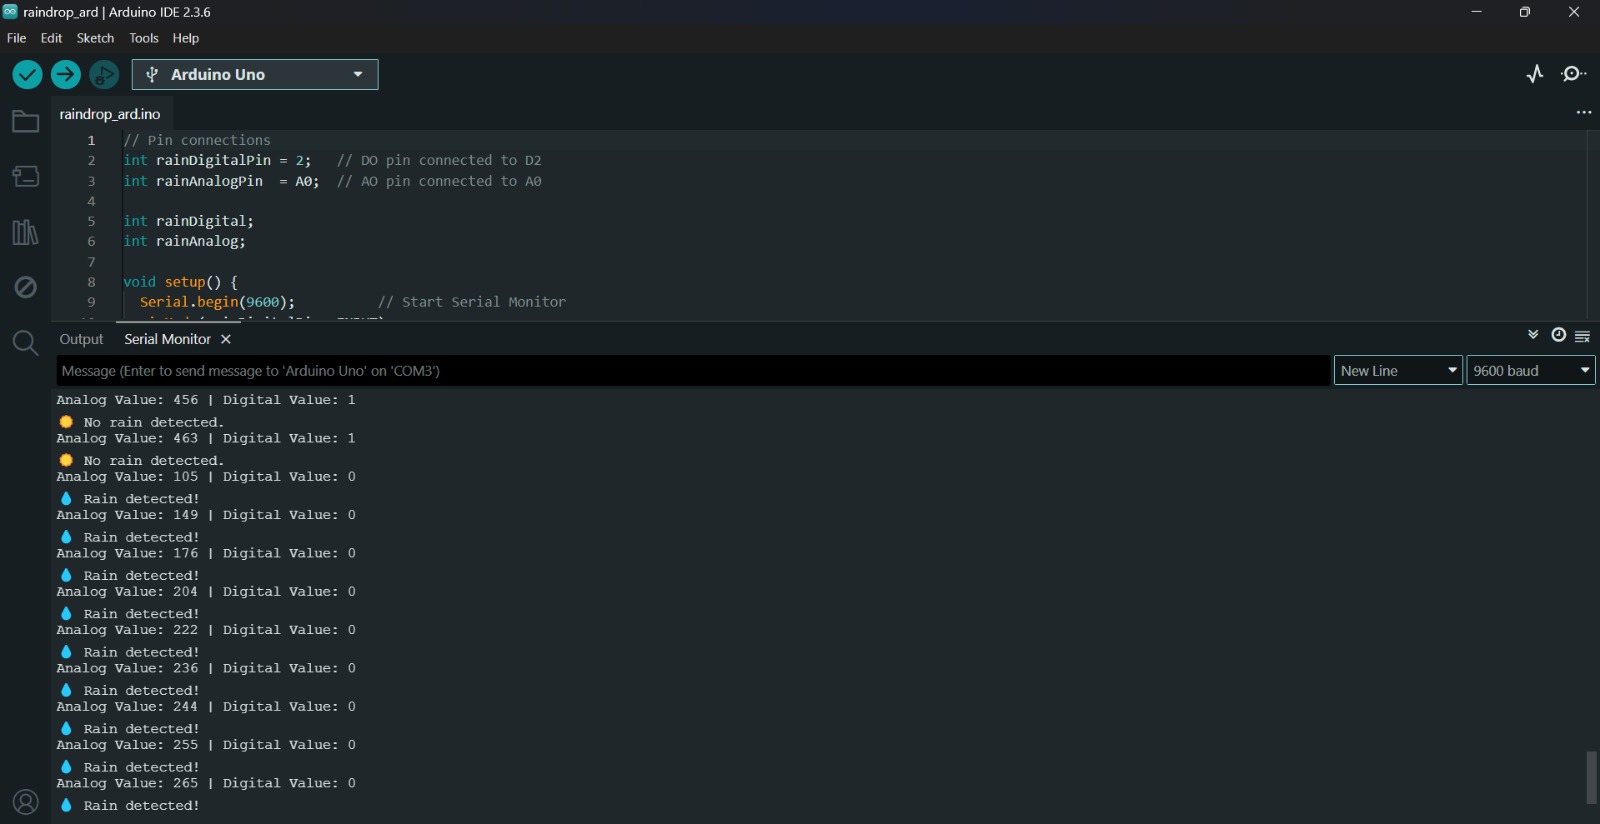 raindrop_ard | Arduino IDE 2.3.6
File Edit Sketch Tools Help
Arduino Uno
raindrop_ard.ino
1 // Pin connections
2 int rainDigitalPin = 2; // DO pin connected to D2
3 int rainAnalogPin = A0; // AO pin connected to A0
4
5 int rainDigital;
6 int rainAnalog;
7
8 void setup() {
9 Serial.begin(9600); // Start Serial Monitor
Output Serial Monitor
Message (Enter to send message to 'Arduino Uno' on 'COM3') New Line 9600 baud
Analog Value: 456 | Digital Value: 1
No rain detected.
Analog Value: 463 | Digital Value: 1
No rain detected.
Analog Value: 105 | Digital Value: 0
Rain detected!
Analog Value: 149 | Digital Value: 0
Rain detected!
Analog Value: 176 | Digital Value: 0
Rain detected!
Analog Value: 204 | Digital Value: 0
Rain detected!
Analog Value: 222 | Digital Value: 0
Rain detected!
Analog Value: 236 | Digital Value: 0
Rain detected!
Analog Value: 244 | Digital Value: 0
Rain detected!
Analog Value: 255 | Digital Value: 0
Rain detected!
Analog Value: 265 | Digital Value: 0
Rain detected!